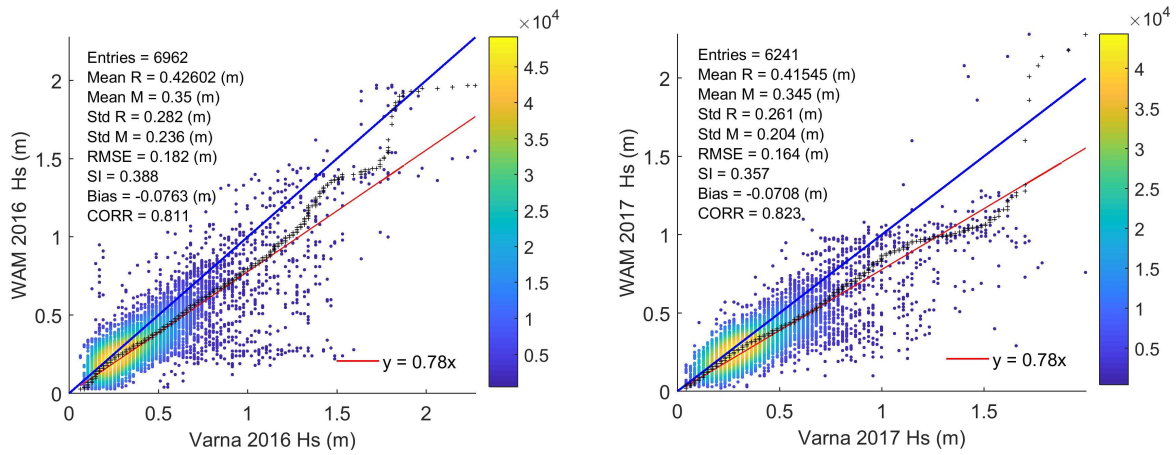 ×10⁴
Entries = 6962
Mean R = 0.42602 (m)
Mean M = 0.35 (m)
Std R = 0.282 (m)
Std M = 0.236 (m)
RMSE = 0.182 (m)
SI = 0.388
Bias = -0.0763 (m)
CORR = 0.811
y = 0.78x
WAM 2016 Hs (m)
2
1.5
1
0.5
0
0 0.5 1 1.5 2
Varna 2016 Hs (m)
4.5
4
3.5
3
2.5
2
1.5
1
0.5
×10⁴
Entries = 6241
Mean R = 0.41545 (m)
Mean M = 0.345 (m)
Std R = 0.261 (m)
Std M = 0.204 (m)
RMSE = 0.164 (m)
SI = 0.357
Bias = -0.0708 (m)
CORR = 0.823
y = 0.78x
WAM 2017 Hs (m)
2
1.5
1
0.5
0
0 0.5 1 1.5
Varna 2017 Hs (m)
4
3.5
3
2.5
2
1.5
1
0.5